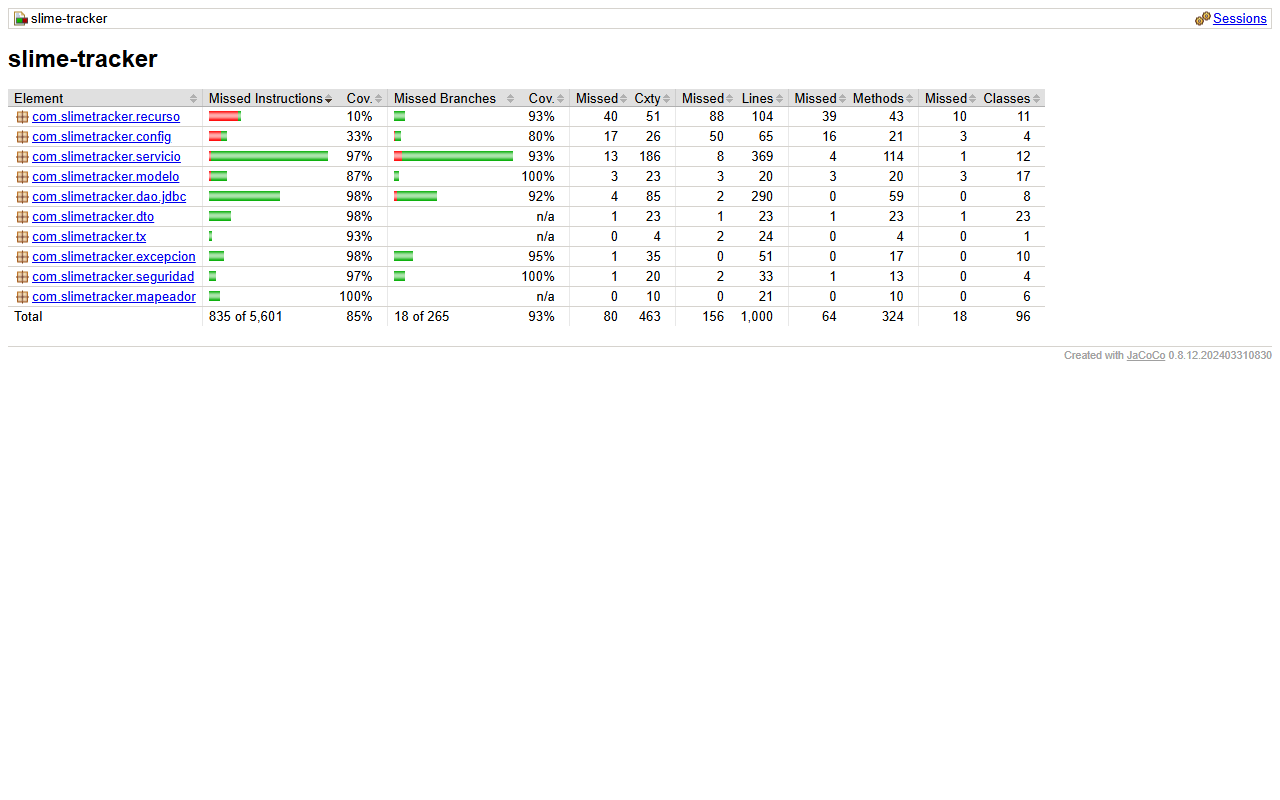 slime-tracker Sessions
slime-tracker
Element Missed Instructions Cov. Missed Branches Cov. Missed Cxty Missed Lines Missed Methods Missed Classes
com.slimetracker.recurso 10% 93% 40 51 88 104 39 43 10 11
com.slimetracker.config 33% 80% 17 26 50 65 16 21 3 4
com.slimetracker.servicio 97% 93% 13 186 8 369 4 114 1 12
com.slimetracker.modelo 87% 100% 3 23 3 20 3 20 3 17
com.slimetracker.dao.jdbc 98% 92% 4 85 2 290 0 59 0 8
com.slimetracker.dto 98% n/a 1 23 1 23 1 23 1 23
com.slimetracker.tx 93% n/a 0 4 2 24 0 4 0 1
com.slimetracker.excepcion 98% 95% 1 35 0 51 0 17 0 10
com.slimetracker.seguridad 97% 100% 1 20 2 33 1 13 0 4
com.slimetracker.mapeador 100% n/a 0 10 0 21 0 10 0 6
Total 835 of 5,601 85% 18 of 265 93% 80 463 156 1,000 64 324 18 96
Created with JaCoCo 0.8.12.202403310830